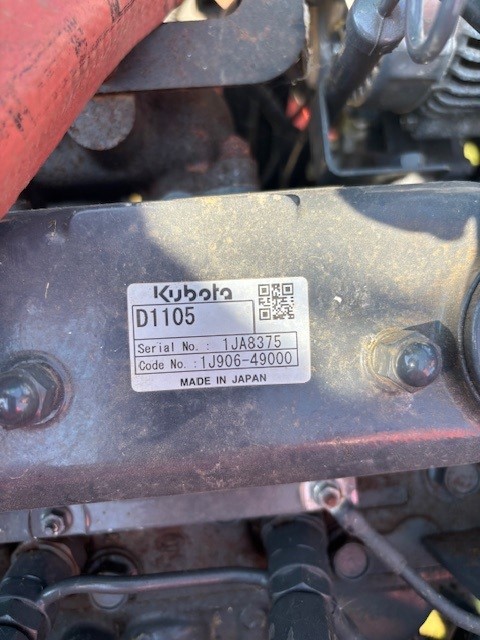 Kubota
D1105
Serial No. : 1JA8375
Code No. : 1J906-49000
MADE IN JAPAN